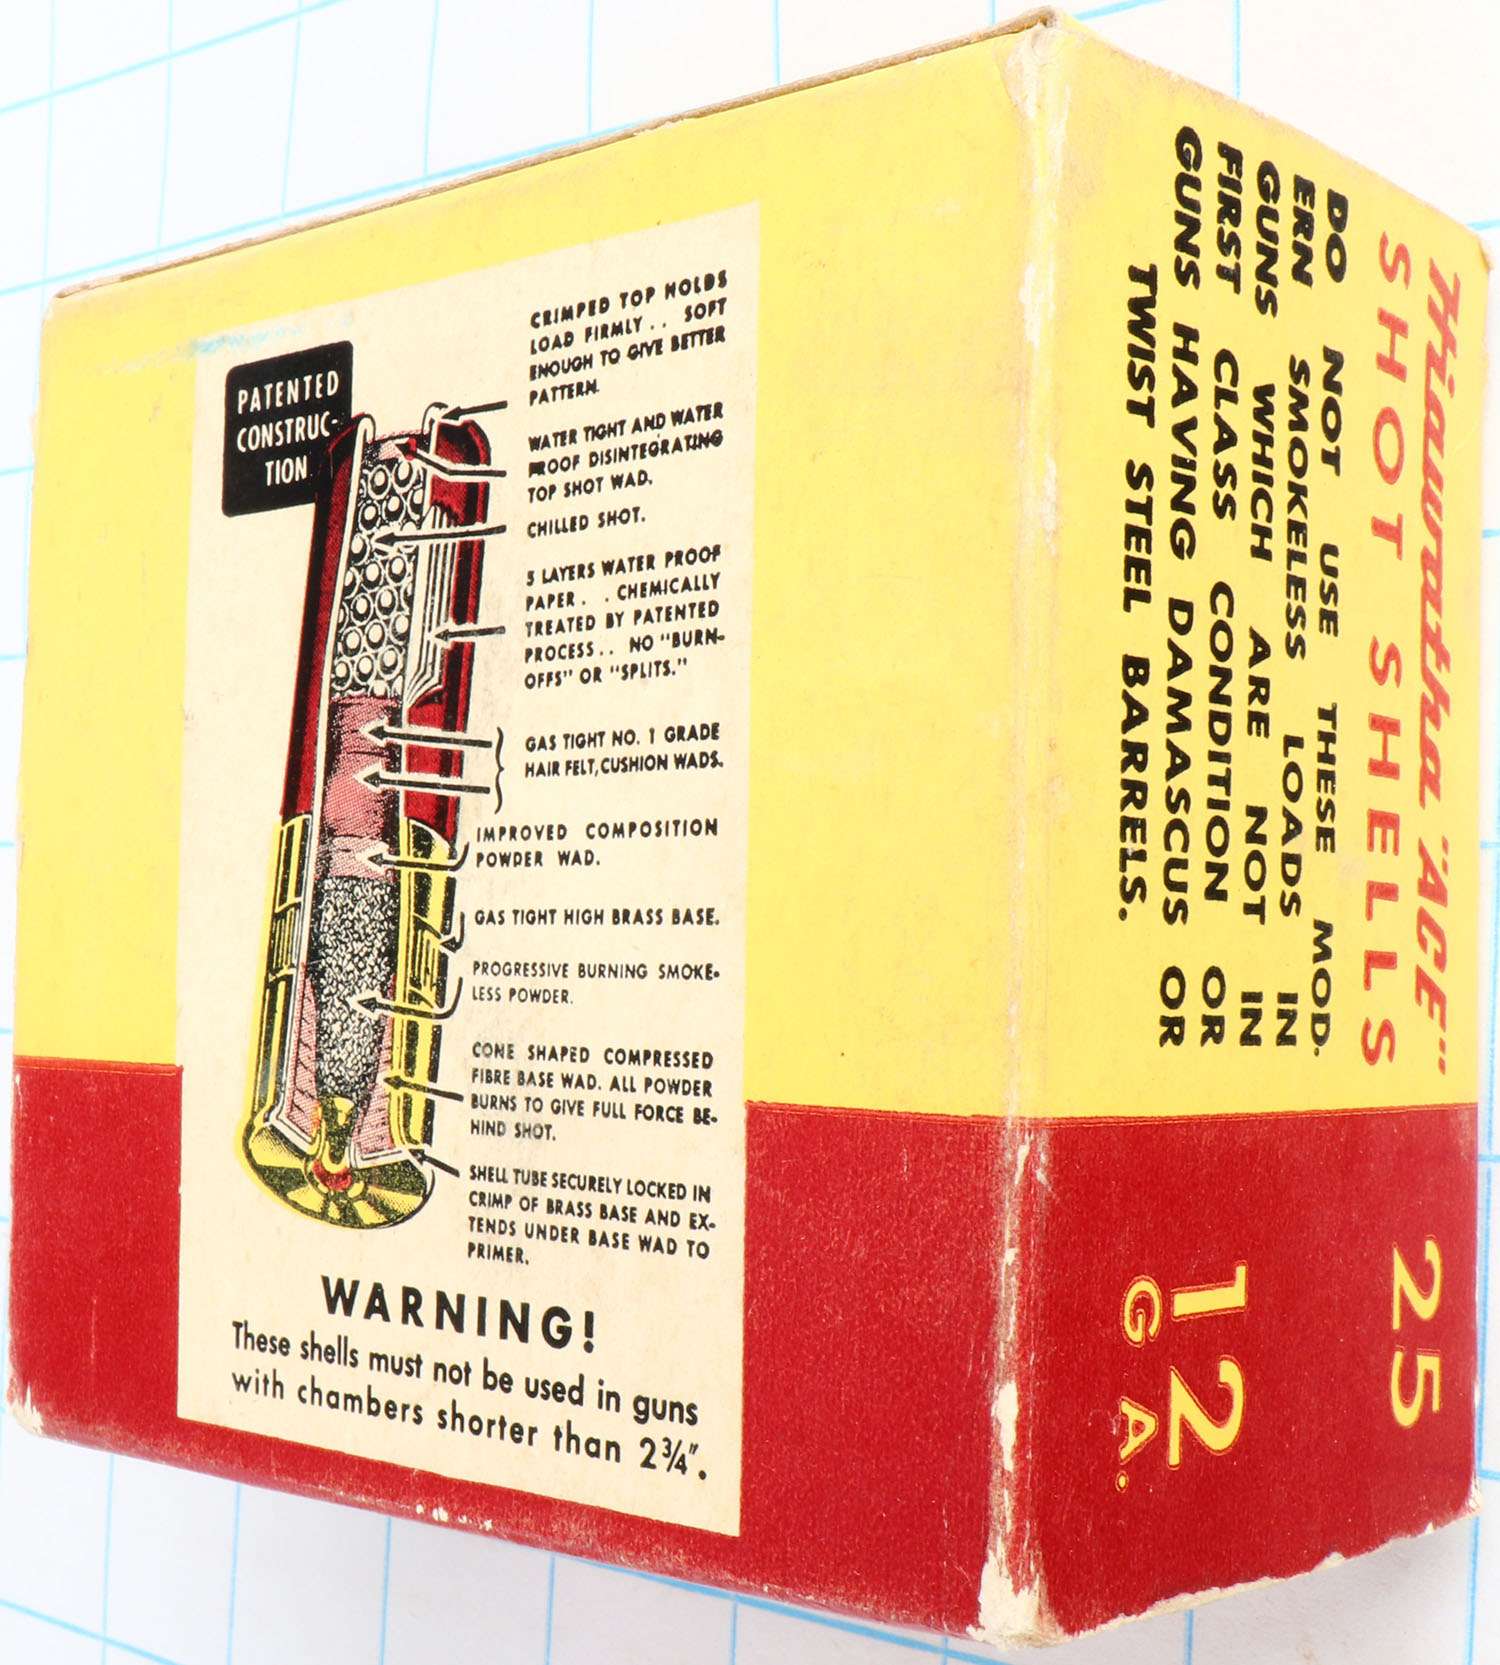 PATENTED
CONSTRUC-
TION
CRIMPED TOP HOLDS
LOAD FIRMLY . . SOFT
ENOUGH TO GIVE BETTER
PATTERN.
WATER TIGHT AND WATER
PROOF DISINTEGRATING
TOP SHOT WAD.
CHILLED SHOT.
5 LAYERS WATER PROOF
PAPER . . CHEMICALLY
TREATED BY PATENTED
PROCESS . . NO "BURN-
OFFS" OR "SPLITS."
GAS TIGHT NO. 1 GRADE
HAIR FELT, CUSHION WADS.
IMPROVED COMPOSITION
POWDER WAD.
GAS TIGHT HIGH BRASS BASE.
PROGRESSIVE BURNING SMOKE-
LESS POWDER.
CONE SHAPED COMPRESSED
FIBRE BASE WAD. ALL POWDER
BURNS TO GIVE FULL FORCE BE-
HIND SHOT.
SHELL TUBE SECURELY LOCKED IN
CRIMP OF BRASS BASE AND EX-
TENDS UNDER BASE WAD TO
PRIMER.
WARNING!
These shells must not be used in guns
with chambers shorter than 2¾".
Hiawatha "ACE"
SHOT SHELLS
DO NOT USE THESE MOD-
ERN SMOKELESS LOADS IN
GUNS WHICH ARE NOT IN
FIRST CLASS CONDITION OR
GUNS HAVING DAMASCUS OR
TWIST STEEL BARRELS.
25
12
GA.